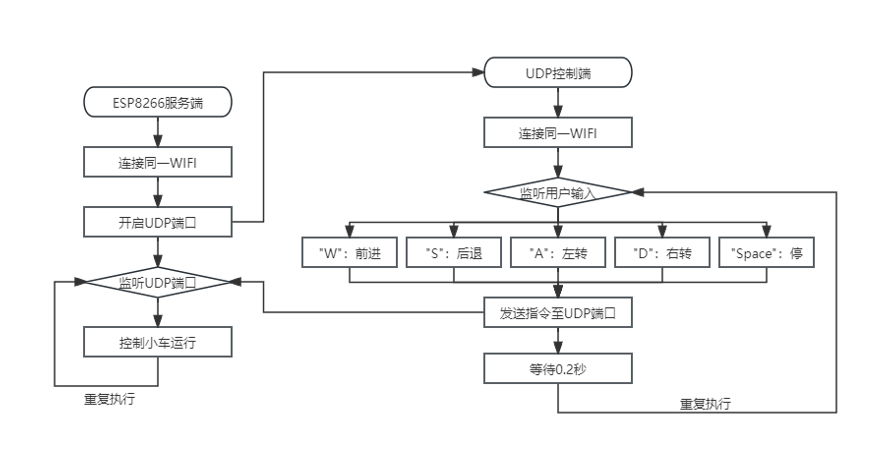 ESP8266服务端
连接同一WIFI
开启UDP端口
监听UDP端口
控制小车运行
重复执行
UDP控制端
连接同一WIFI
监听用户输入
"W"：前进
"S"：后退
"A"：左转
"D"：右转
"Space"：停
发送指令至UDP端口
等待0.2秒
重复执行